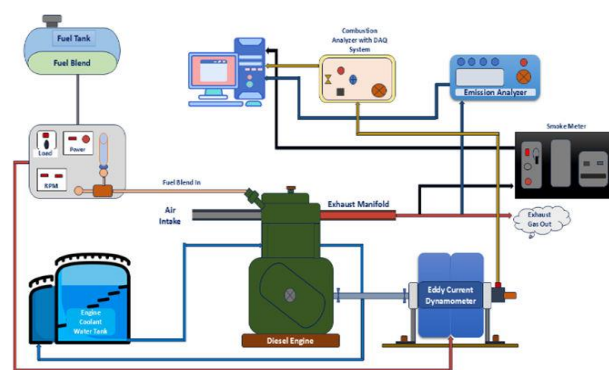 Fuel Tank
Fuel Blend
Combustion
Analyzer with DAQ
System
Emission Analyzer
Smoke Meter
Load
Power
RPM
Fuel Blend In
Air
Intake
Exhaust Manifold
Exhaust
Gas Out
Engine
Coolant
Water Tank
Eddy Current
Dynamometer
Diesel Engine